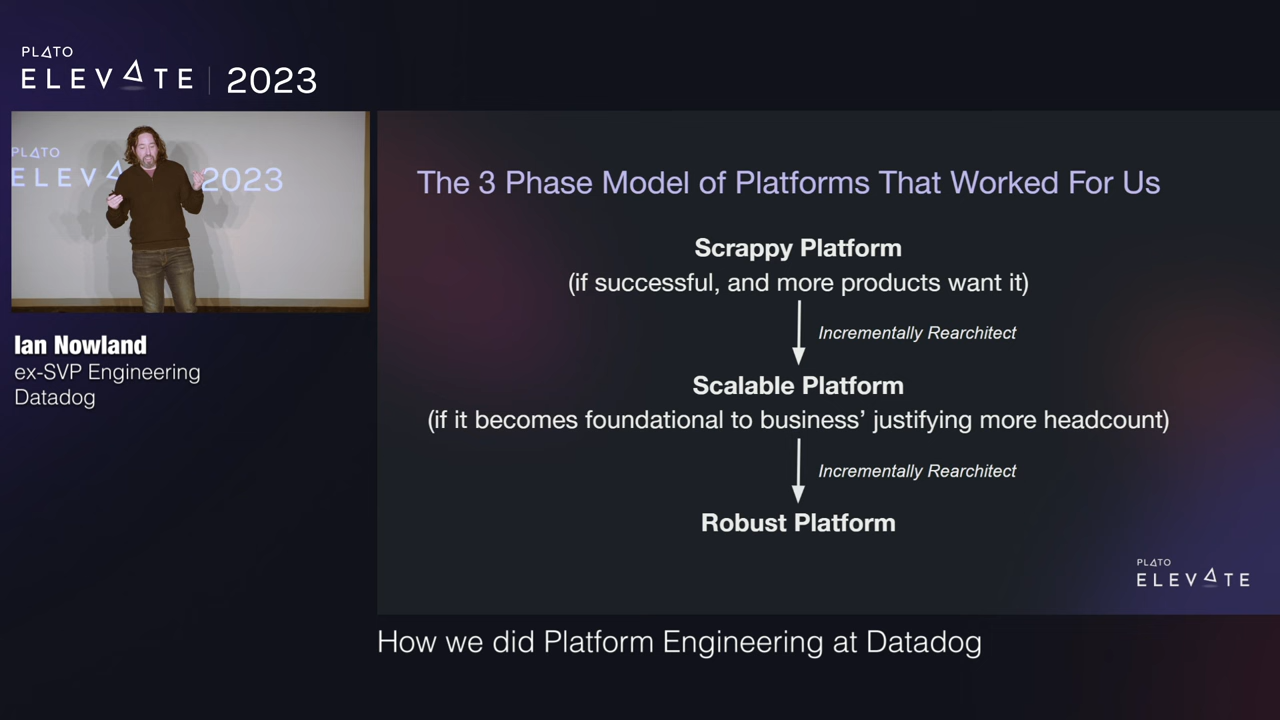 PLATO
ELEVATE | 2023
PLATO
ELEVATE 2023
Ian Nowland
ex-SVP Engineering
Datadog
The 3 Phase Model of Platforms That Worked For Us
Scrappy Platform
(if successful, and more products want it)
Incrementally Rearchitect
Scalable Platform
(if it becomes foundational to business’ justifying more headcount)
Incrementally Rearchitect
Robust Platform
PLATO
ELEVATE
How we did Platform Engineering at Datadog